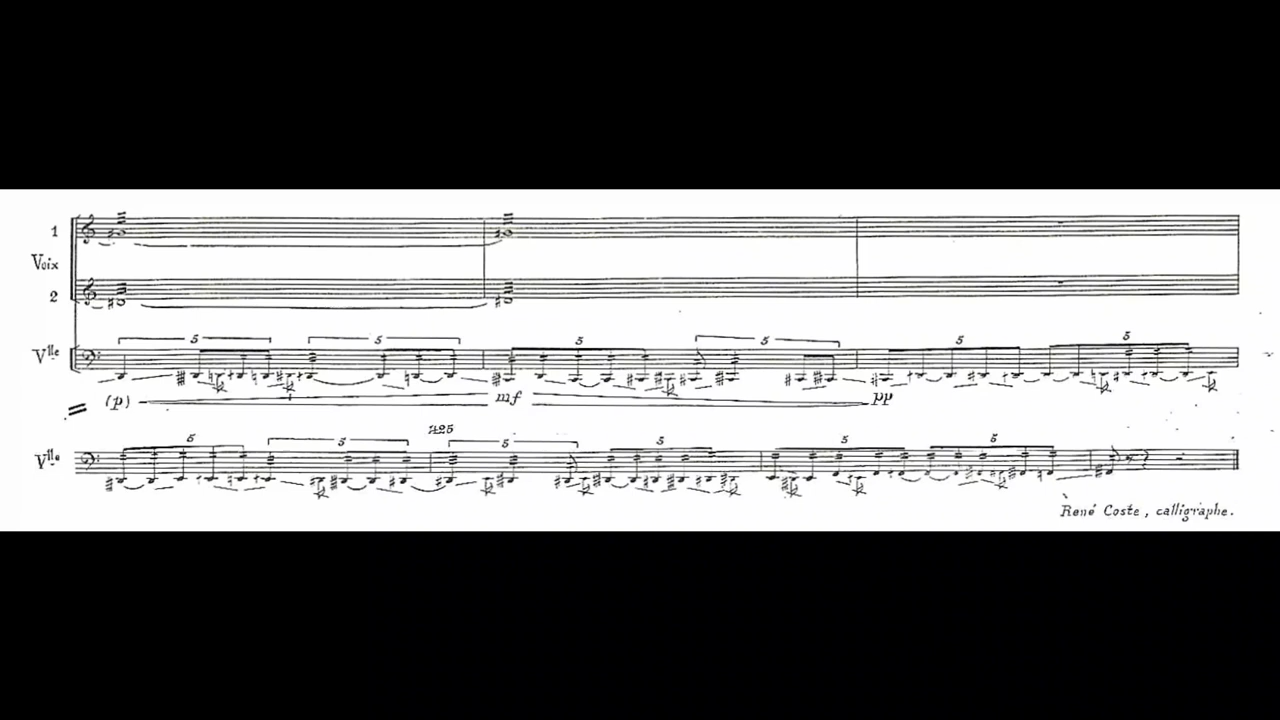 1
Voix
2
Vlle
5 5 5 5 5 5
(p) mf pp
425
Vlle
5 5 5 5 5 5
René Coste, calligraphe.